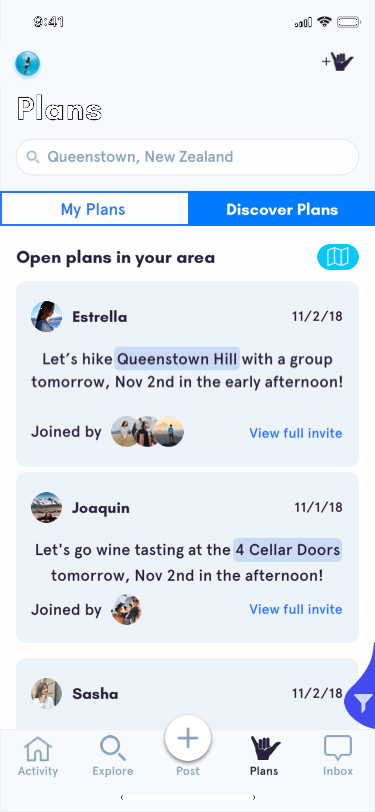 9:41
+
Plans
Queenstown, New Zealand
My Plans
Discover Plans
Open plans in your area
Estrella
11/2/18
Let’s hike Queenstown Hill with a group
tomorrow, Nov 2nd in the early afternoon!
Joined by
View full invite
Joaquin
11/1/18
Let's go wine tasting at the 4 Cellar Doors
tomorrow, Nov 2nd in the afternoon!
Joined by
View full invite
Sasha
11/2/18
Activity
Explore
Post
Plans
Inbox